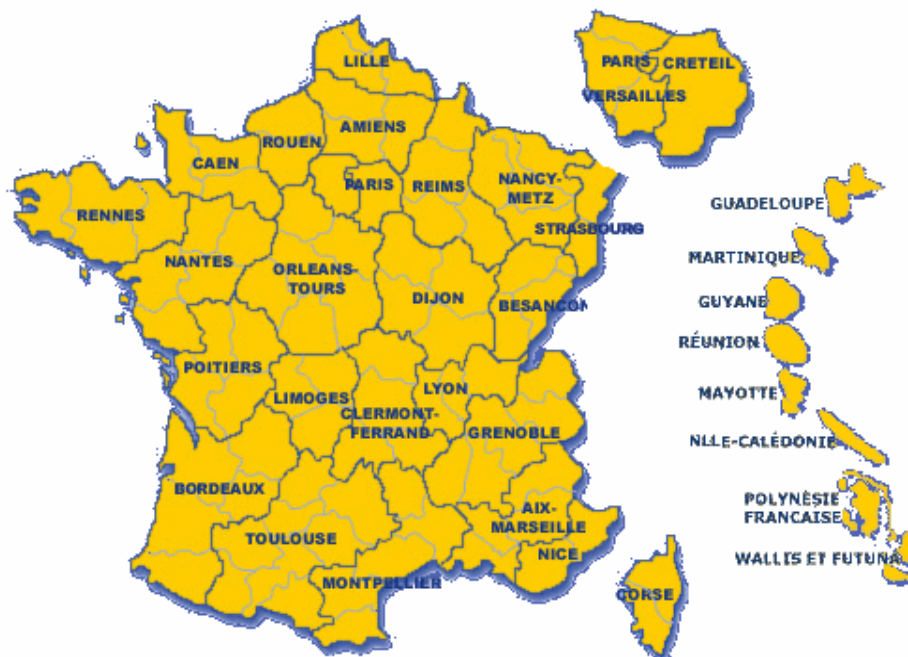 LILLE
PARIS
CRETEIL
VERSAILLES
AMIENS
ROUEN
CAEN
PARIS
REIMS
NANCY-
METZ
RENNES
STRASBOURG
NANTES
ORLEANS-
TOURS
DIJON
BESANCON
POITIERS
LIMOGES
LYON
CLERMONT-
FERRAND
GRENOBLE
BORDEAUX
TOULOUSE
AIX-
MARSEILLE
NICE
MONTPELLIER
CORSE
GUADELOUPE
MARTINIQUE
GUYANE
RÉUNION
MAYOTTE
NLLE-CALÉDONIE
POLYNÈSIE
FRANCAISE
WALLIS ET FUTUNA